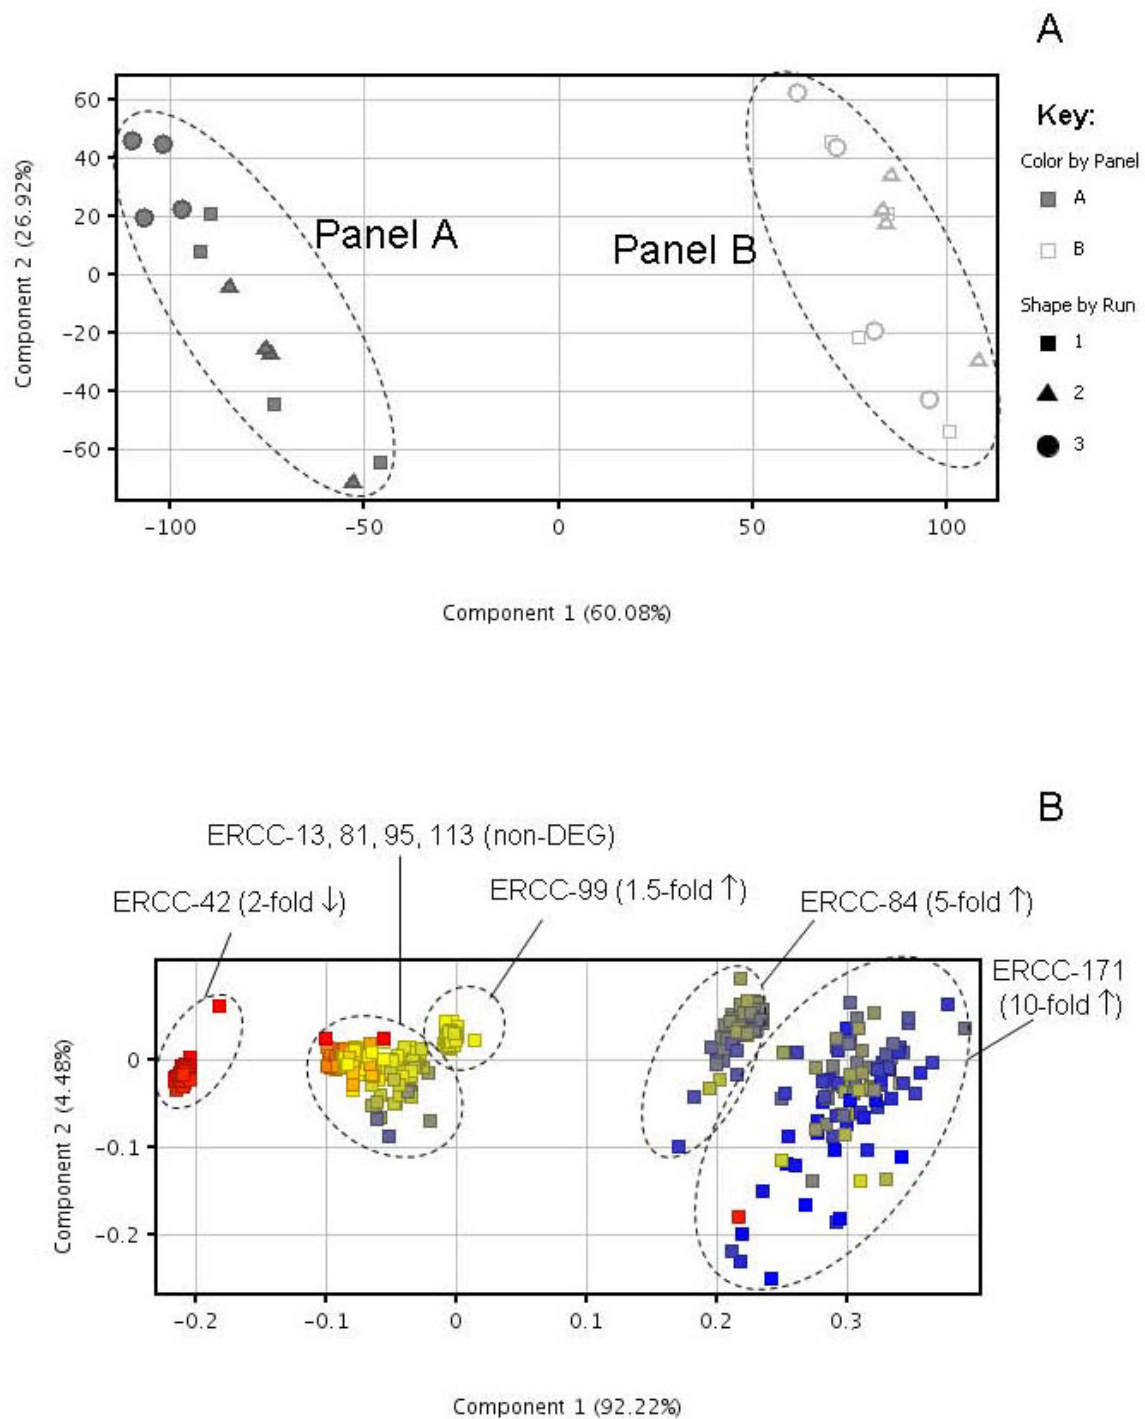 A
Key:
Color by Panel
A
B
Shape by Run
1
2
3
Component 2 (26.92%)
60
40
20
0
−20
−40
−60
Panel A
Panel B
−100
−50
0
50
100
Component 1 (60.08%)
B
ERCC-13, 81, 95, 113 (non-DEG)
ERCC-42 (2-fold ↓)
ERCC-99 (1.5-fold ↑)
ERCC-84 (5-fold ↑)
ERCC-171
(10-fold ↑)
Component 2 (4.48%)
0
−0.1
−0.2
−0.2
−0.1
0
0.1
0.2
0.3
Component 1 (92.22%)